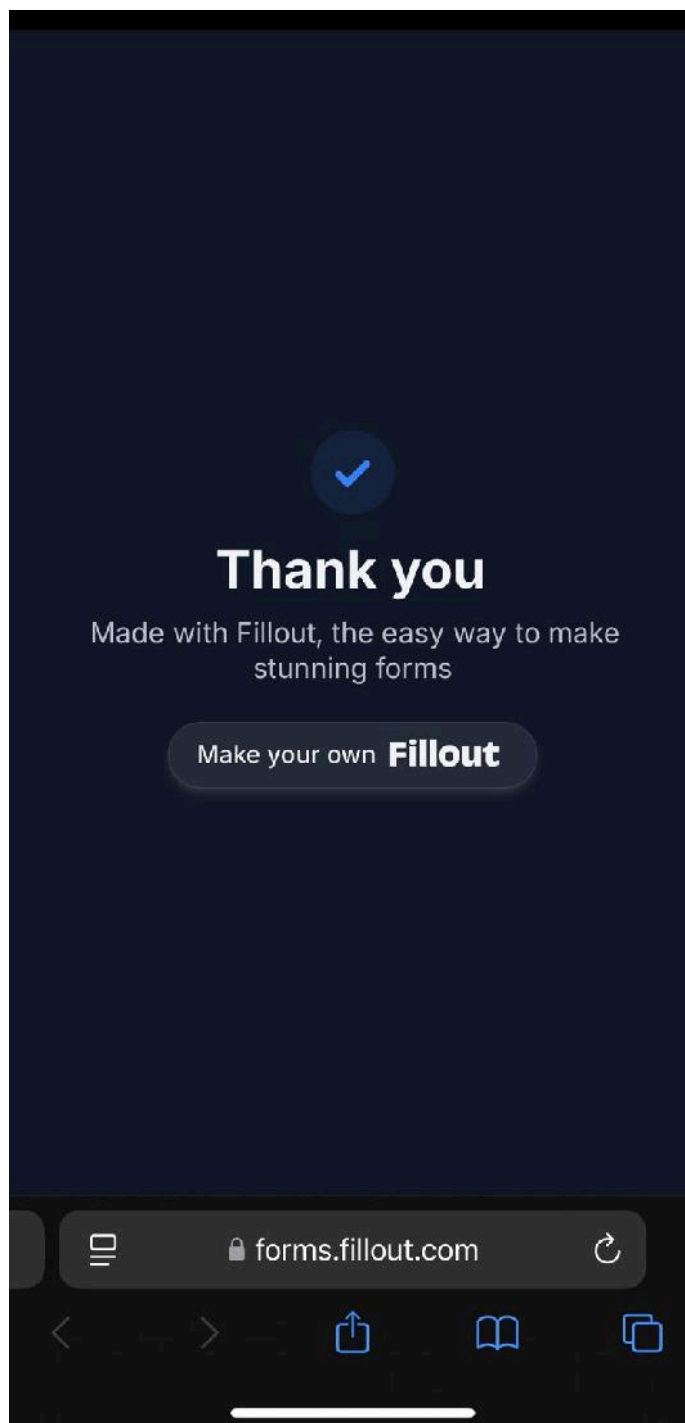 Thank you
Made with Fillout, the easy way to make
stunning forms
Make your own Fillout
forms.fillout.com